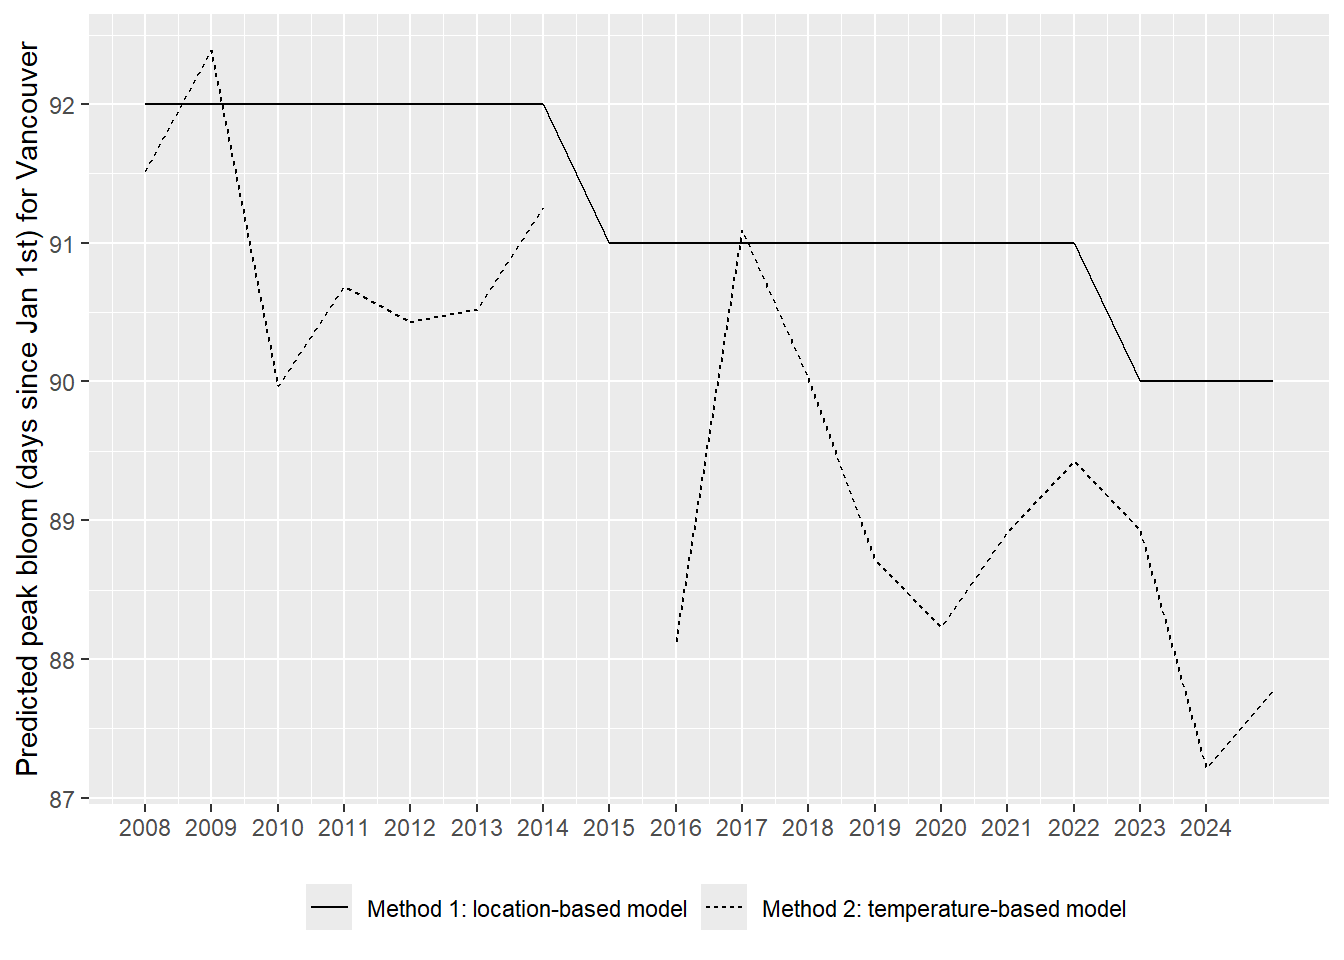 Predicted peak bloom (days since Jan 1st) for Vancouver
92
91
90
89
88
87
2008 2009 2010 2011 2012 2013 2014 2015 2016 2017 2018 2019 2020 2021 2022 2023 2024
Method 1: location-based model Method 2: temperature-based model